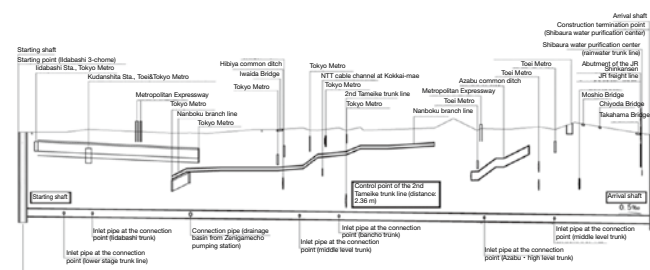 Arrival shaft
Construction termination point
(Shibaura water purification center)
Starting shaft
Starting point (Iidabashi 3-chome)
Iidabashi Sta., Tokyo Metro
Kudanshita Sta., Toei&Tokyo Metro
Metropolitan Expressway
Tokyo Metro
Nanboku branch line
Tokyo Metro
Hibiya common ditch
Iwaida Bridge
Tokyo Metro
Tokyo Metro
NTT cable channel at Kokkai-mae
Tokyo Metro
2nd Tameike trunk line
Tokyo Metro
Nanboku branch line
Toei Metro
Azabu common ditch
Metropolitan Expressway
Toei Metro
Toei Metro
Shibaura water purification center
(rainwater trunk line)
Abutment of the JR
Shinkansen
JR freight line
Moshio Bridge
Chiyoda Bridge
Takahama Bridge
Starting shaft
Control point of the 2nd
Tameike trunk line (distance:
2.36 m)
Arrival shaft
0.5‰
Inlet pipe at the connection
point (lower stage trunk line)
Inlet pipe at the connection
point (Iidabashi trunk)
Connection pipe (drainage
basin from Zenigamecho
pumping station)
Inlet pipe at the connection
point (middle level trunk)
Inlet pipe at the connection
point (bancho trunk)
Inlet pipe at the connection
point (Azabu・high level trunk)
Inlet pipe at the connection
point (middle level trunk)